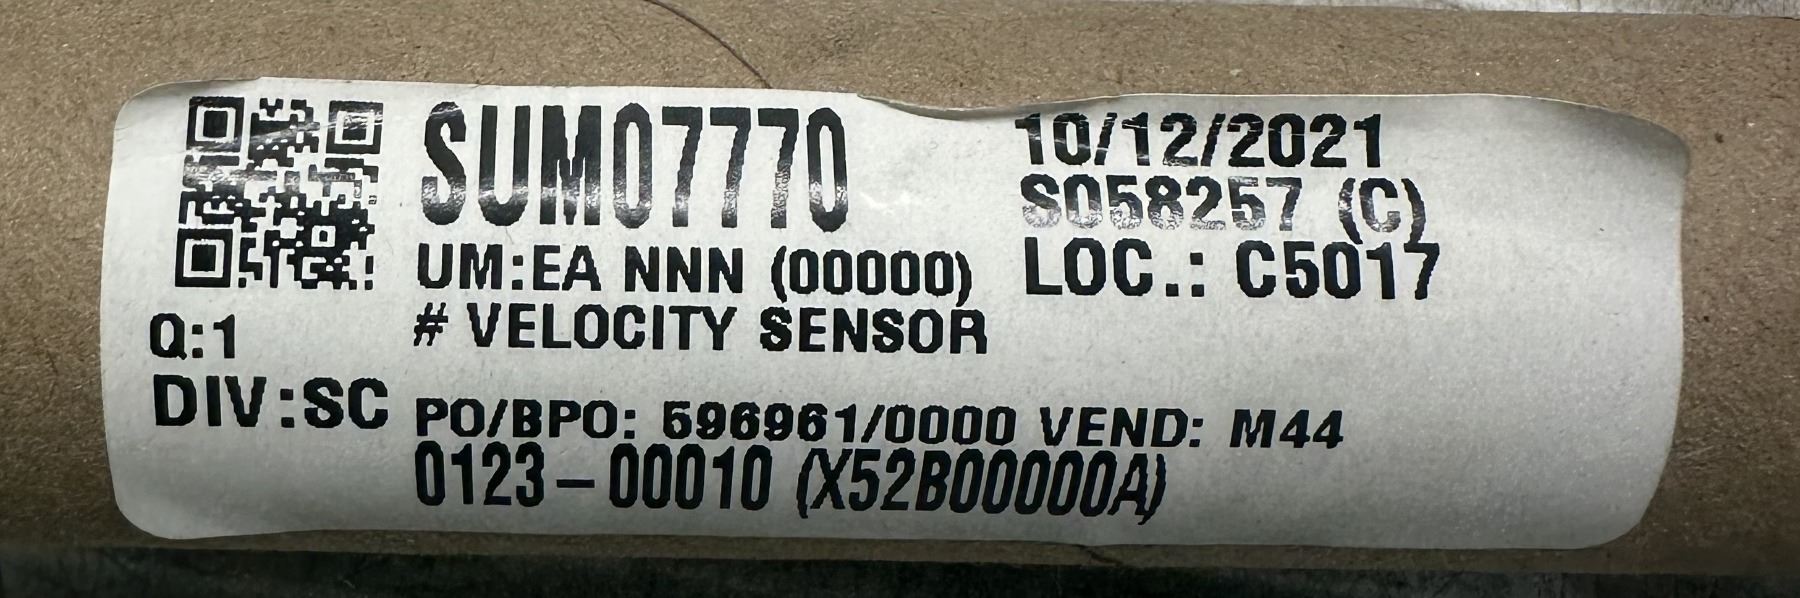 SUM07770
10/12/2021
S058257 (C)
UM:EA NNN (00000)
LOC.: C5017
# VELOCITY SENSOR
Q:1
DIV:SC
PO/BPO: 596961/0000 VEND: M44
0123-00010 (X52B00000A)